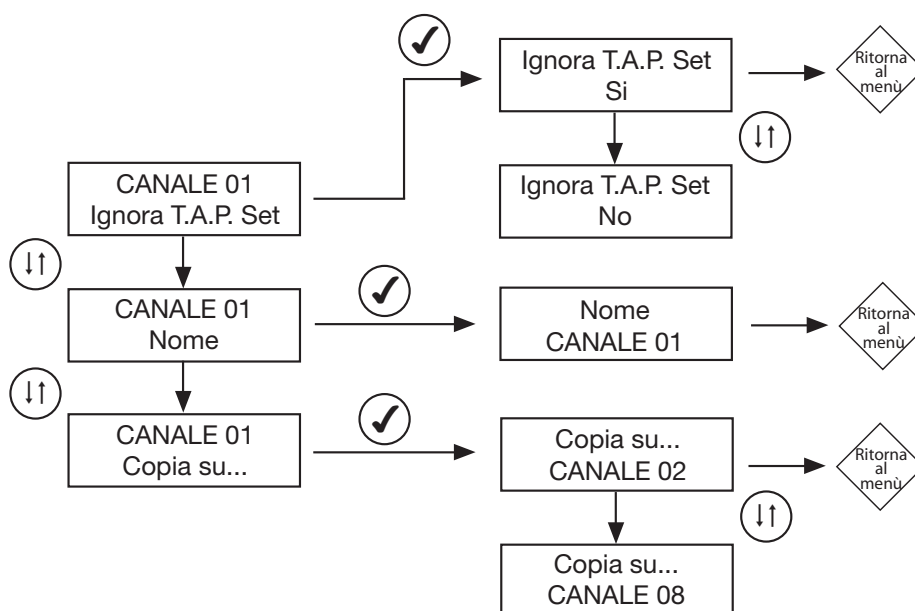 Ignora T.A.P. Set
Si
Ritorna
al
menù
Ignora T.A.P. Set
No
CANALE 01
Ignora T.A.P. Set
CANALE 01
Nome
Nome
CANALE 01
Ritorna
al
menù
CANALE 01
Copia su...
Copia su...
CANALE 02
Ritorna
al
menù
Copia su...
CANALE 08